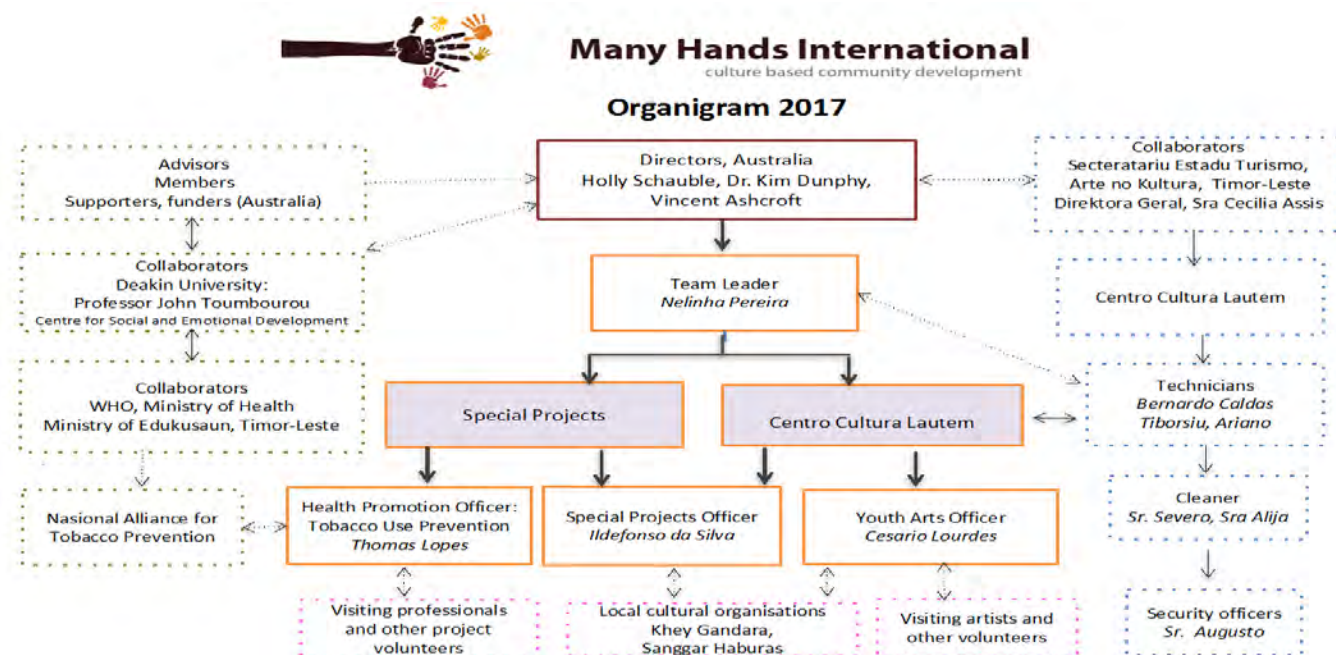 Many Hands International
culture based community development
Organigram 2017
Advisors
Members
Supporters, funders (Australia)
Directors, Australia
Holly Schauble, Dr. Kim Dunphy,
Vincent Ashcroft
Collaborators
Secteratariu Estadu Turismo,
Arte no Kultura, Timor-Leste
Direktora Geral, Sra Cecilia Assis
Collaborators
Deakin University:
Professor John Toumbourou
Centre for Social and Emotional Development
Team Leader
Nelinha Pereira
Centro Cultura Lautem
Collaborators
WHO, Ministry of Health
Ministry of Edukusaun, Timor-Leste
Special Projects
Centro Cultura Lautem
Technicians
Bernardo Caldas
Tiborsiu, Ariano
Nasional Alliance for
Tobacco Prevention
Health Promotion Officer:
Tobacco Use Prevention
Thomas Lopes
Special Projects Officer
Ildefonso da Silva
Youth Arts Officer
Cesario Lourdes
Cleaner
Sr. Severo, Sra Alija
Visiting professionals
and other project
volunteers
Local cultural organisations
Khey Gandara,
Sanggar Haburas
Visiting artists and
other volunteers
Security officers
Sr. Augusto